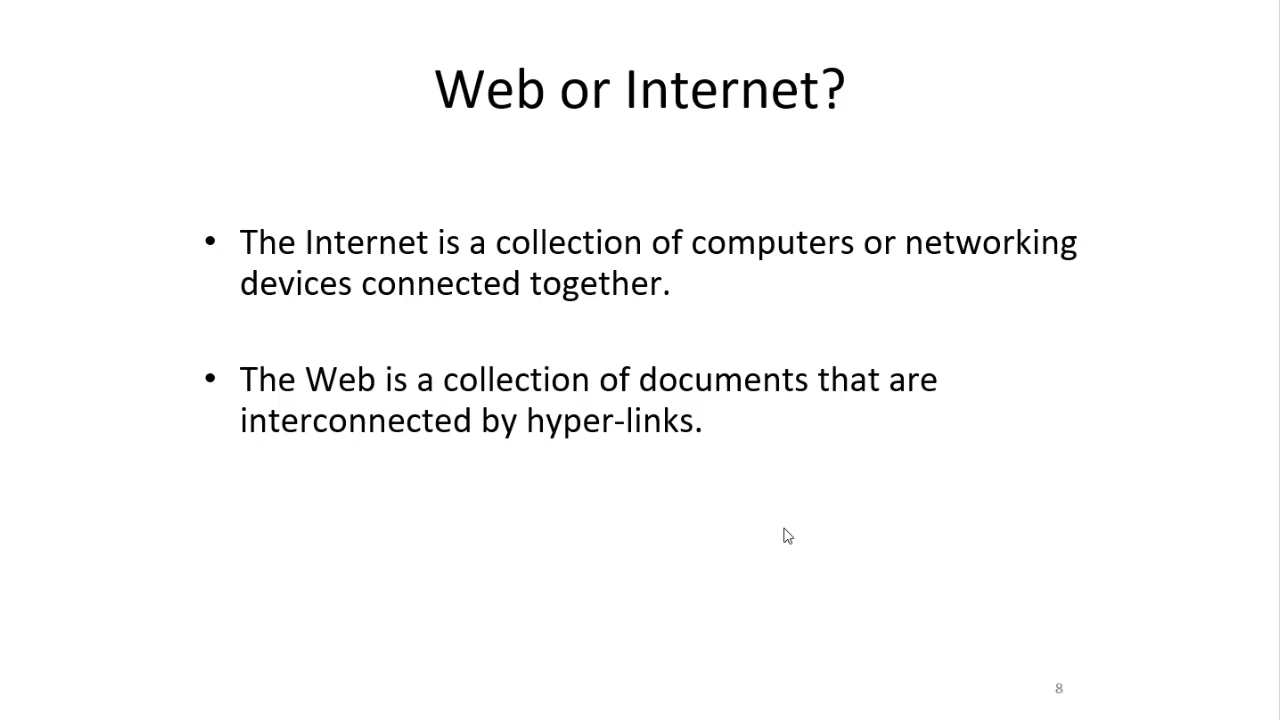 Web or Internet?
• The Internet is a collection of computers or networking
devices connected together.
• The Web is a collection of documents that are
interconnected by hyper-links.
8